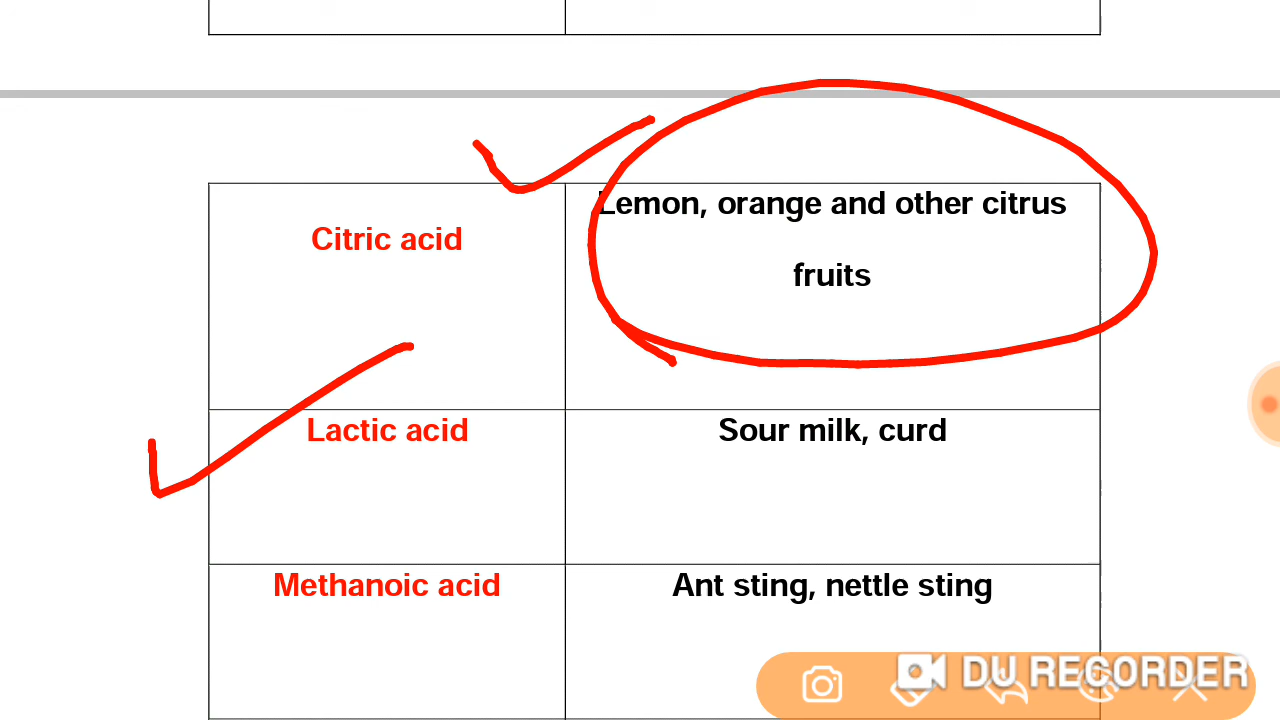 Lemon, orange and other citrus
Citric acid
fruits
Lactic acid Sour milk, curd
Methanoic acid Ant sting, nettle sting
DU RECORDER